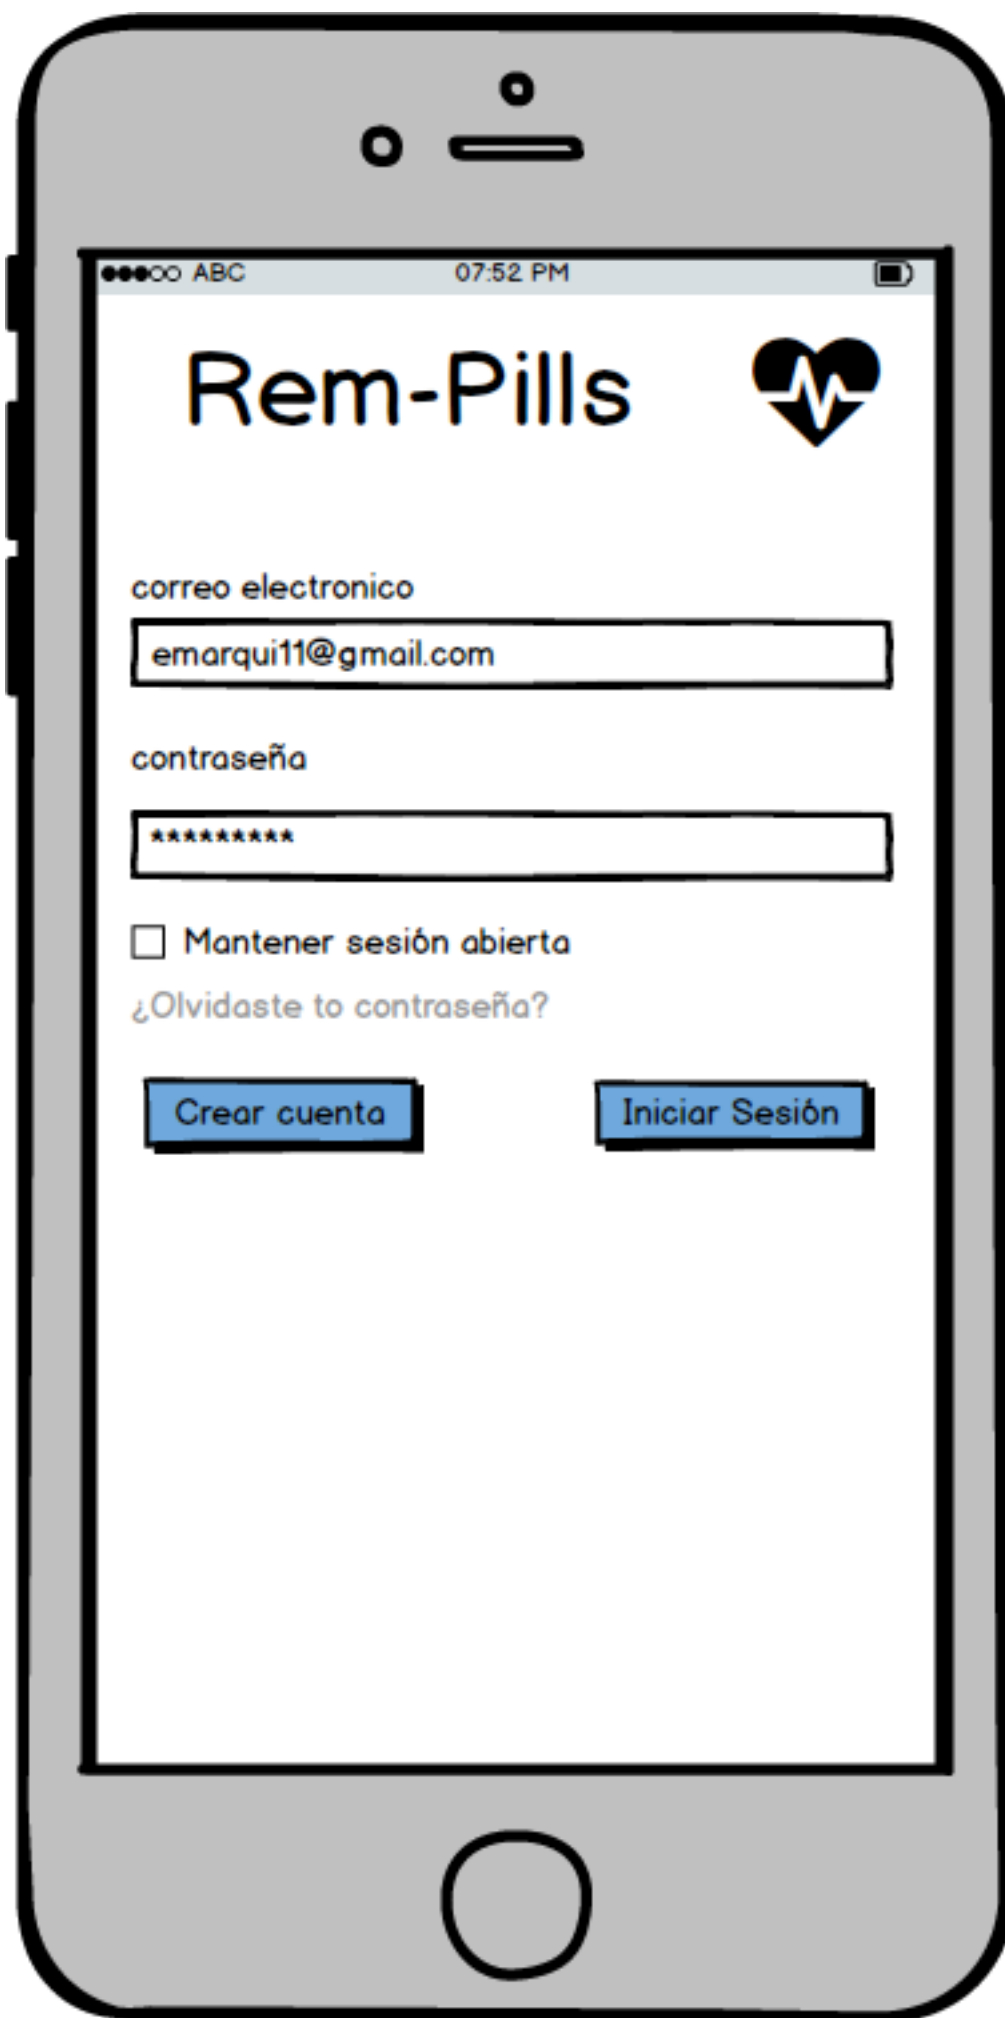 ABC 07:52 PM
Rem-Pills
correo electronico
emarqui11@gmail.com
contraseña
*********
Mantener sesión abierta
¿Olvidaste to contraseña?
Crear cuenta Iniciar Sesión